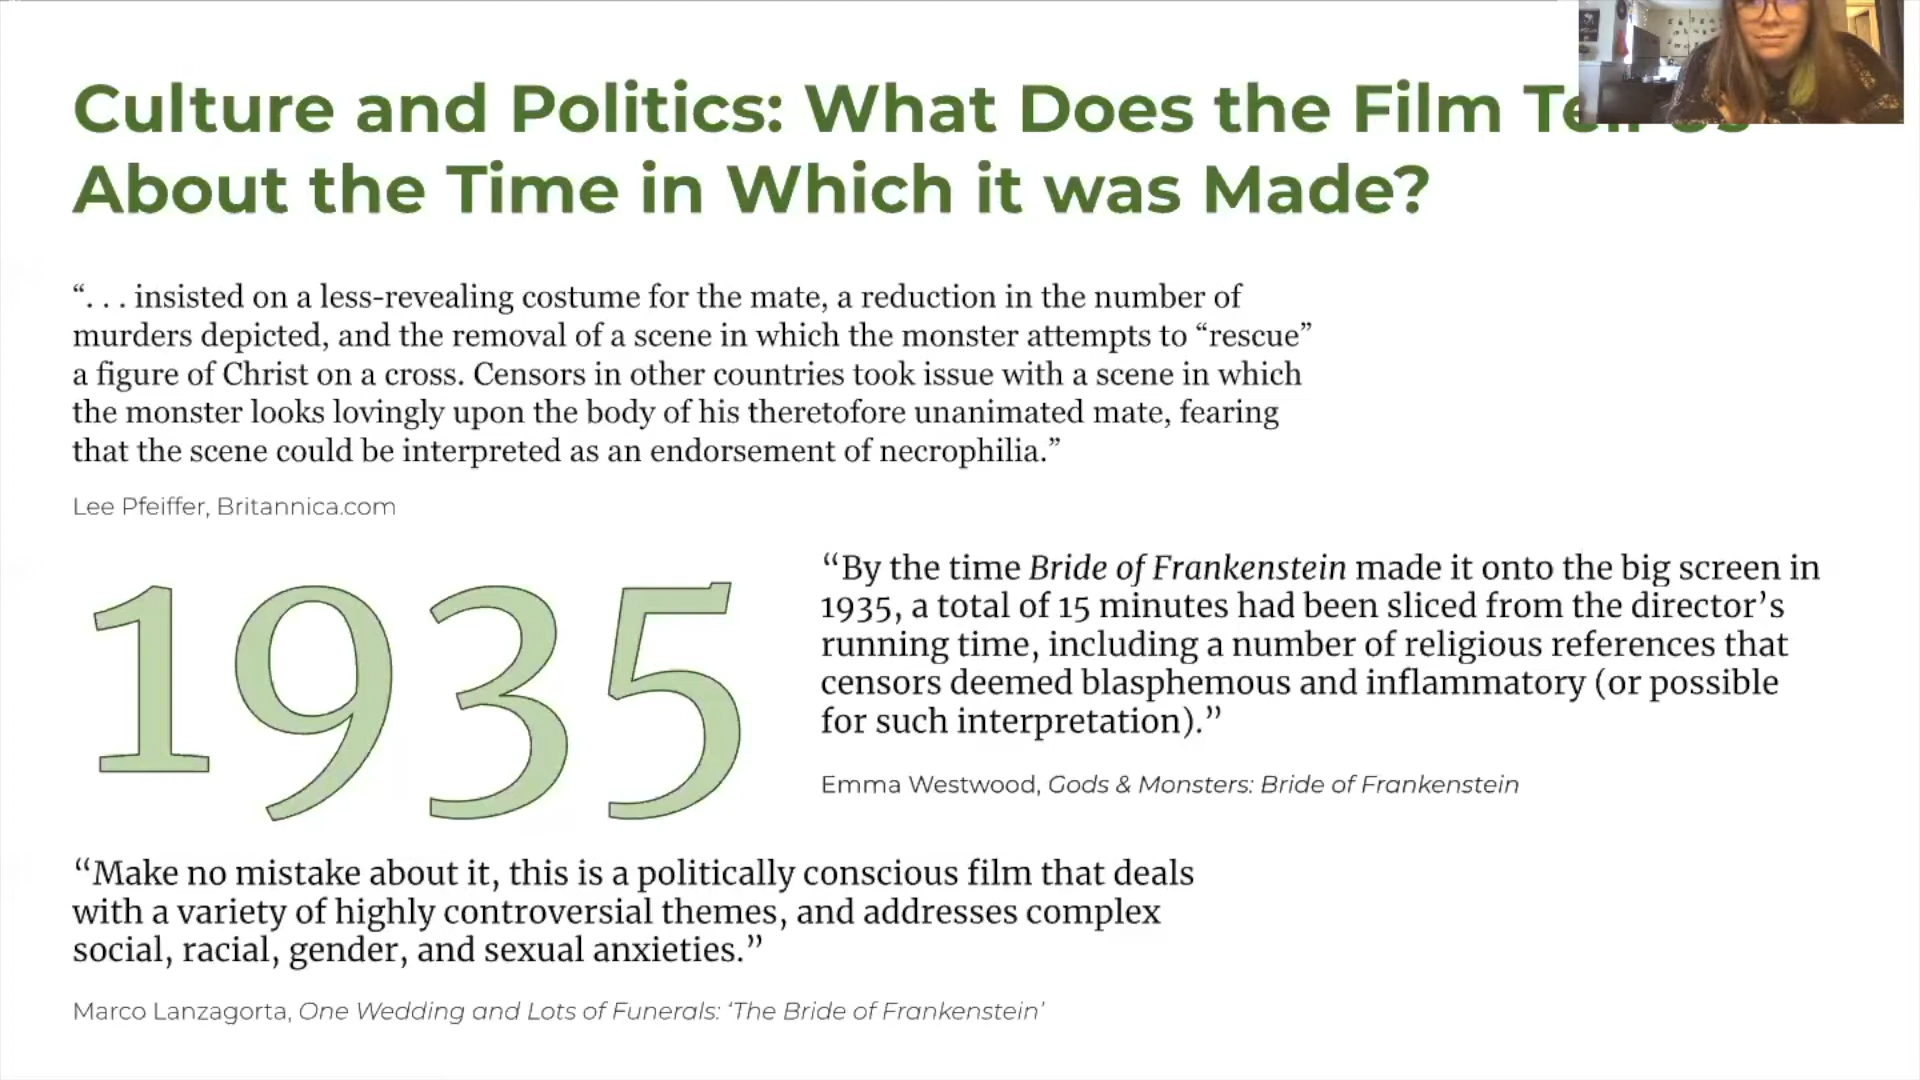 Culture and Politics: What Does the Film
About the Time in Which it was Made?
“. . . insisted on a less-revealing costume for the mate, a reduction in the number of
murders depicted, and the removal of a scene in which the monster attempts to “rescue”
a figure of Christ on a cross. Censors in other countries took issue with a scene in which
the monster looks lovingly upon the body of his theretofore unanimated mate, fearing
that the scene could be interpreted as an endorsement of necrophilia.”
Lee Pfeiffer, Britannica.com
1935
“By the time Bride of Frankenstein made it onto the big screen in
1935, a total of 15 minutes had been sliced from the director’s
running time, including a number of religious references that
censors deemed blasphemous and inflammatory (or possible
for such interpretation).”
Emma Westwood, Gods & Monsters: Bride of Frankenstein
“Make no mistake about it, this is a politically conscious film that deals
with a variety of highly controversial themes, and addresses complex
social, racial, gender, and sexual anxieties.”
Marco Lanzagorta, One Wedding and Lots of Funerals: ‘The Bride of Frankenstein’